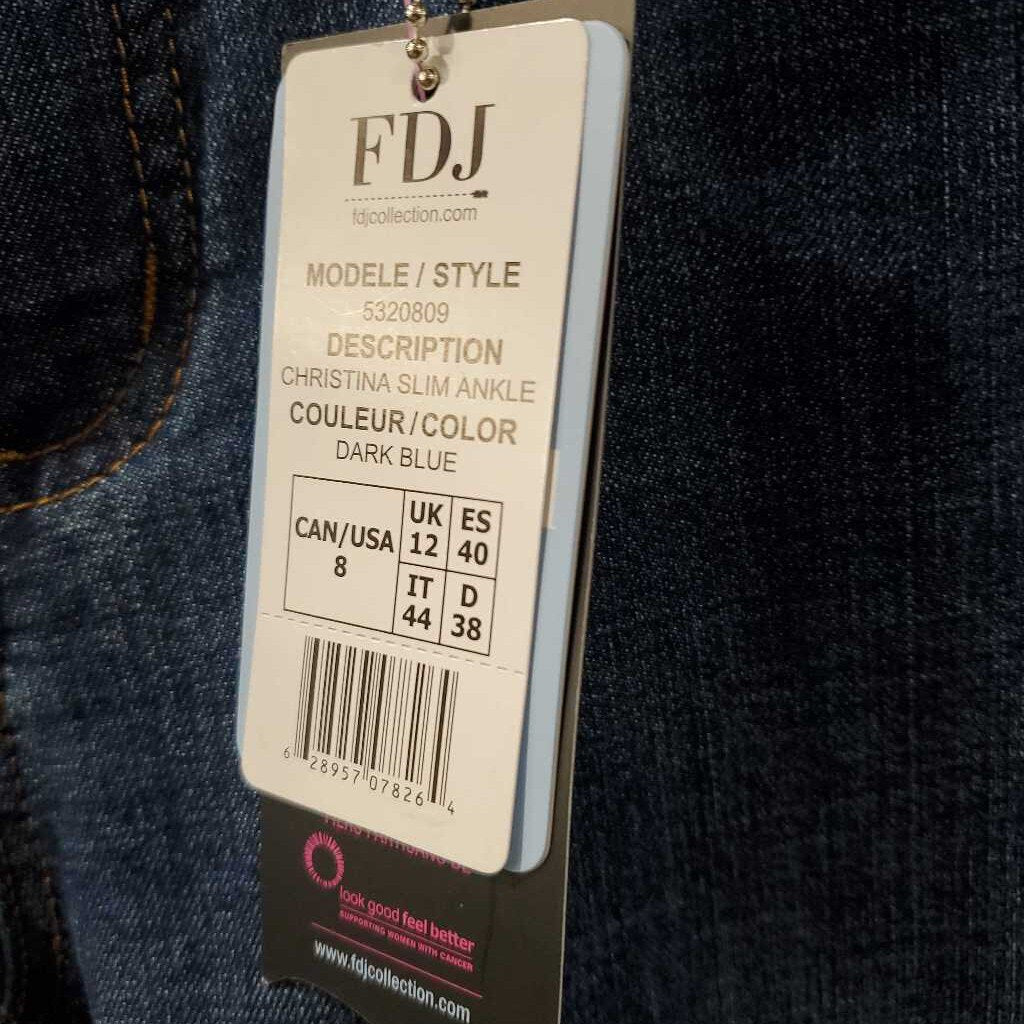 FDJ
fdjcollection.com
MODELE / STYLE
5320809
DESCRIPTION
CHRISTINA SLIM ANKLE
COULEUR/COLOR
DARK BLUE
CAN/USA
8
UK
12
ES
40
IT
44
D
38
6 28957 07826 4
look good feel better
SUPPORTING WOMEN WITH CANCER
www.fdjcollection.com